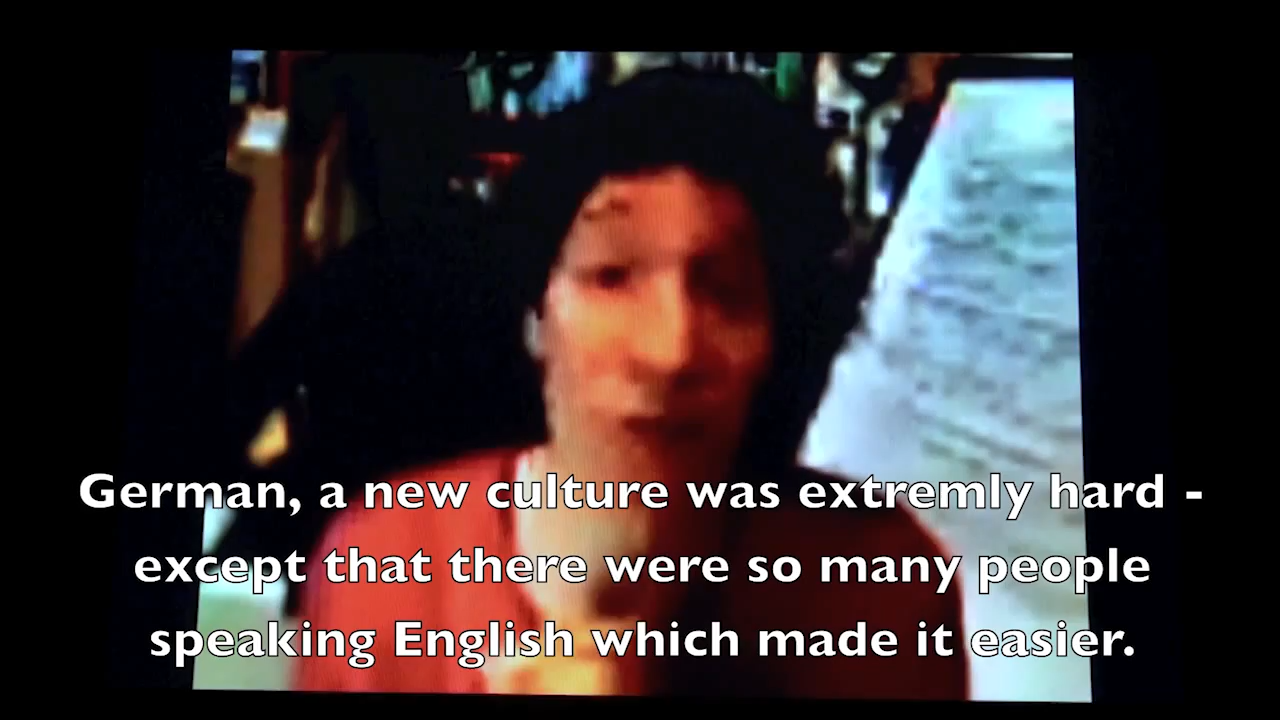 German, a new culture was extremly hard -
except that there were so many people
speaking English which made it easier.